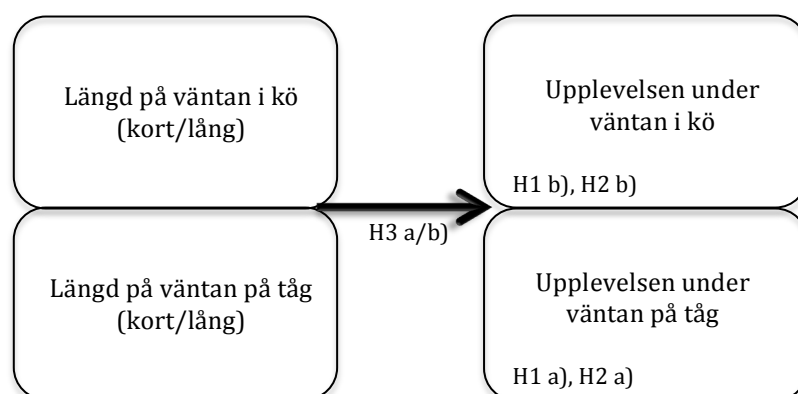 Längd på väntan i kö
(kort/lång)
Upplevelsen under
väntan i kö
H1 b), H2 b)
H3 a/b)
Längd på väntan på tåg
(kort/lång)
Upplevelsen under
väntan på tåg
H1 a), H2 a)